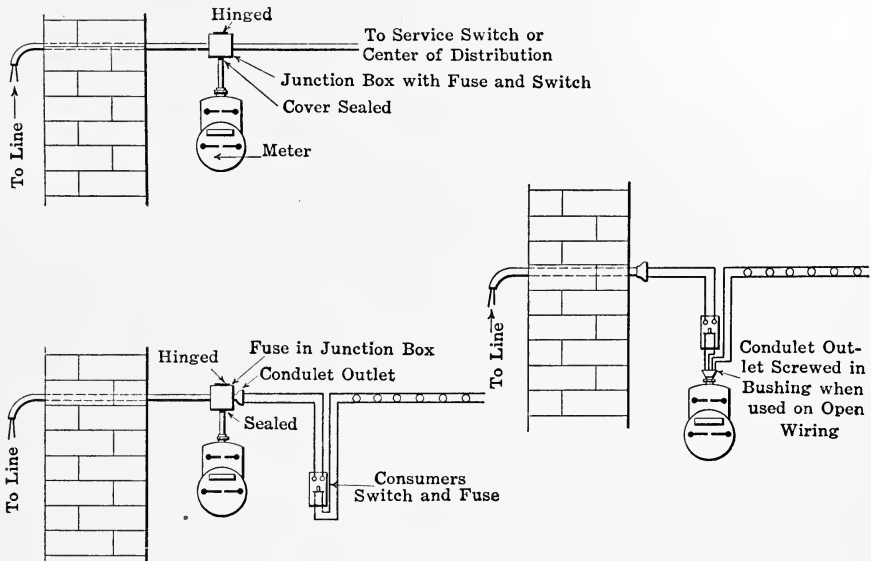 Hinged
To Service Switch or
Center of Distribution
Junction Box with Fuse and Switch
Cover Sealed
Meter
To Line
To Line
Condulet Out-
let Screwed in
Bushing when
used on Open
Wiring
Hinged
Fuse in Junction Box
Condulet Outlet
Sealed
To Line
Consumers
Switch and Fuse